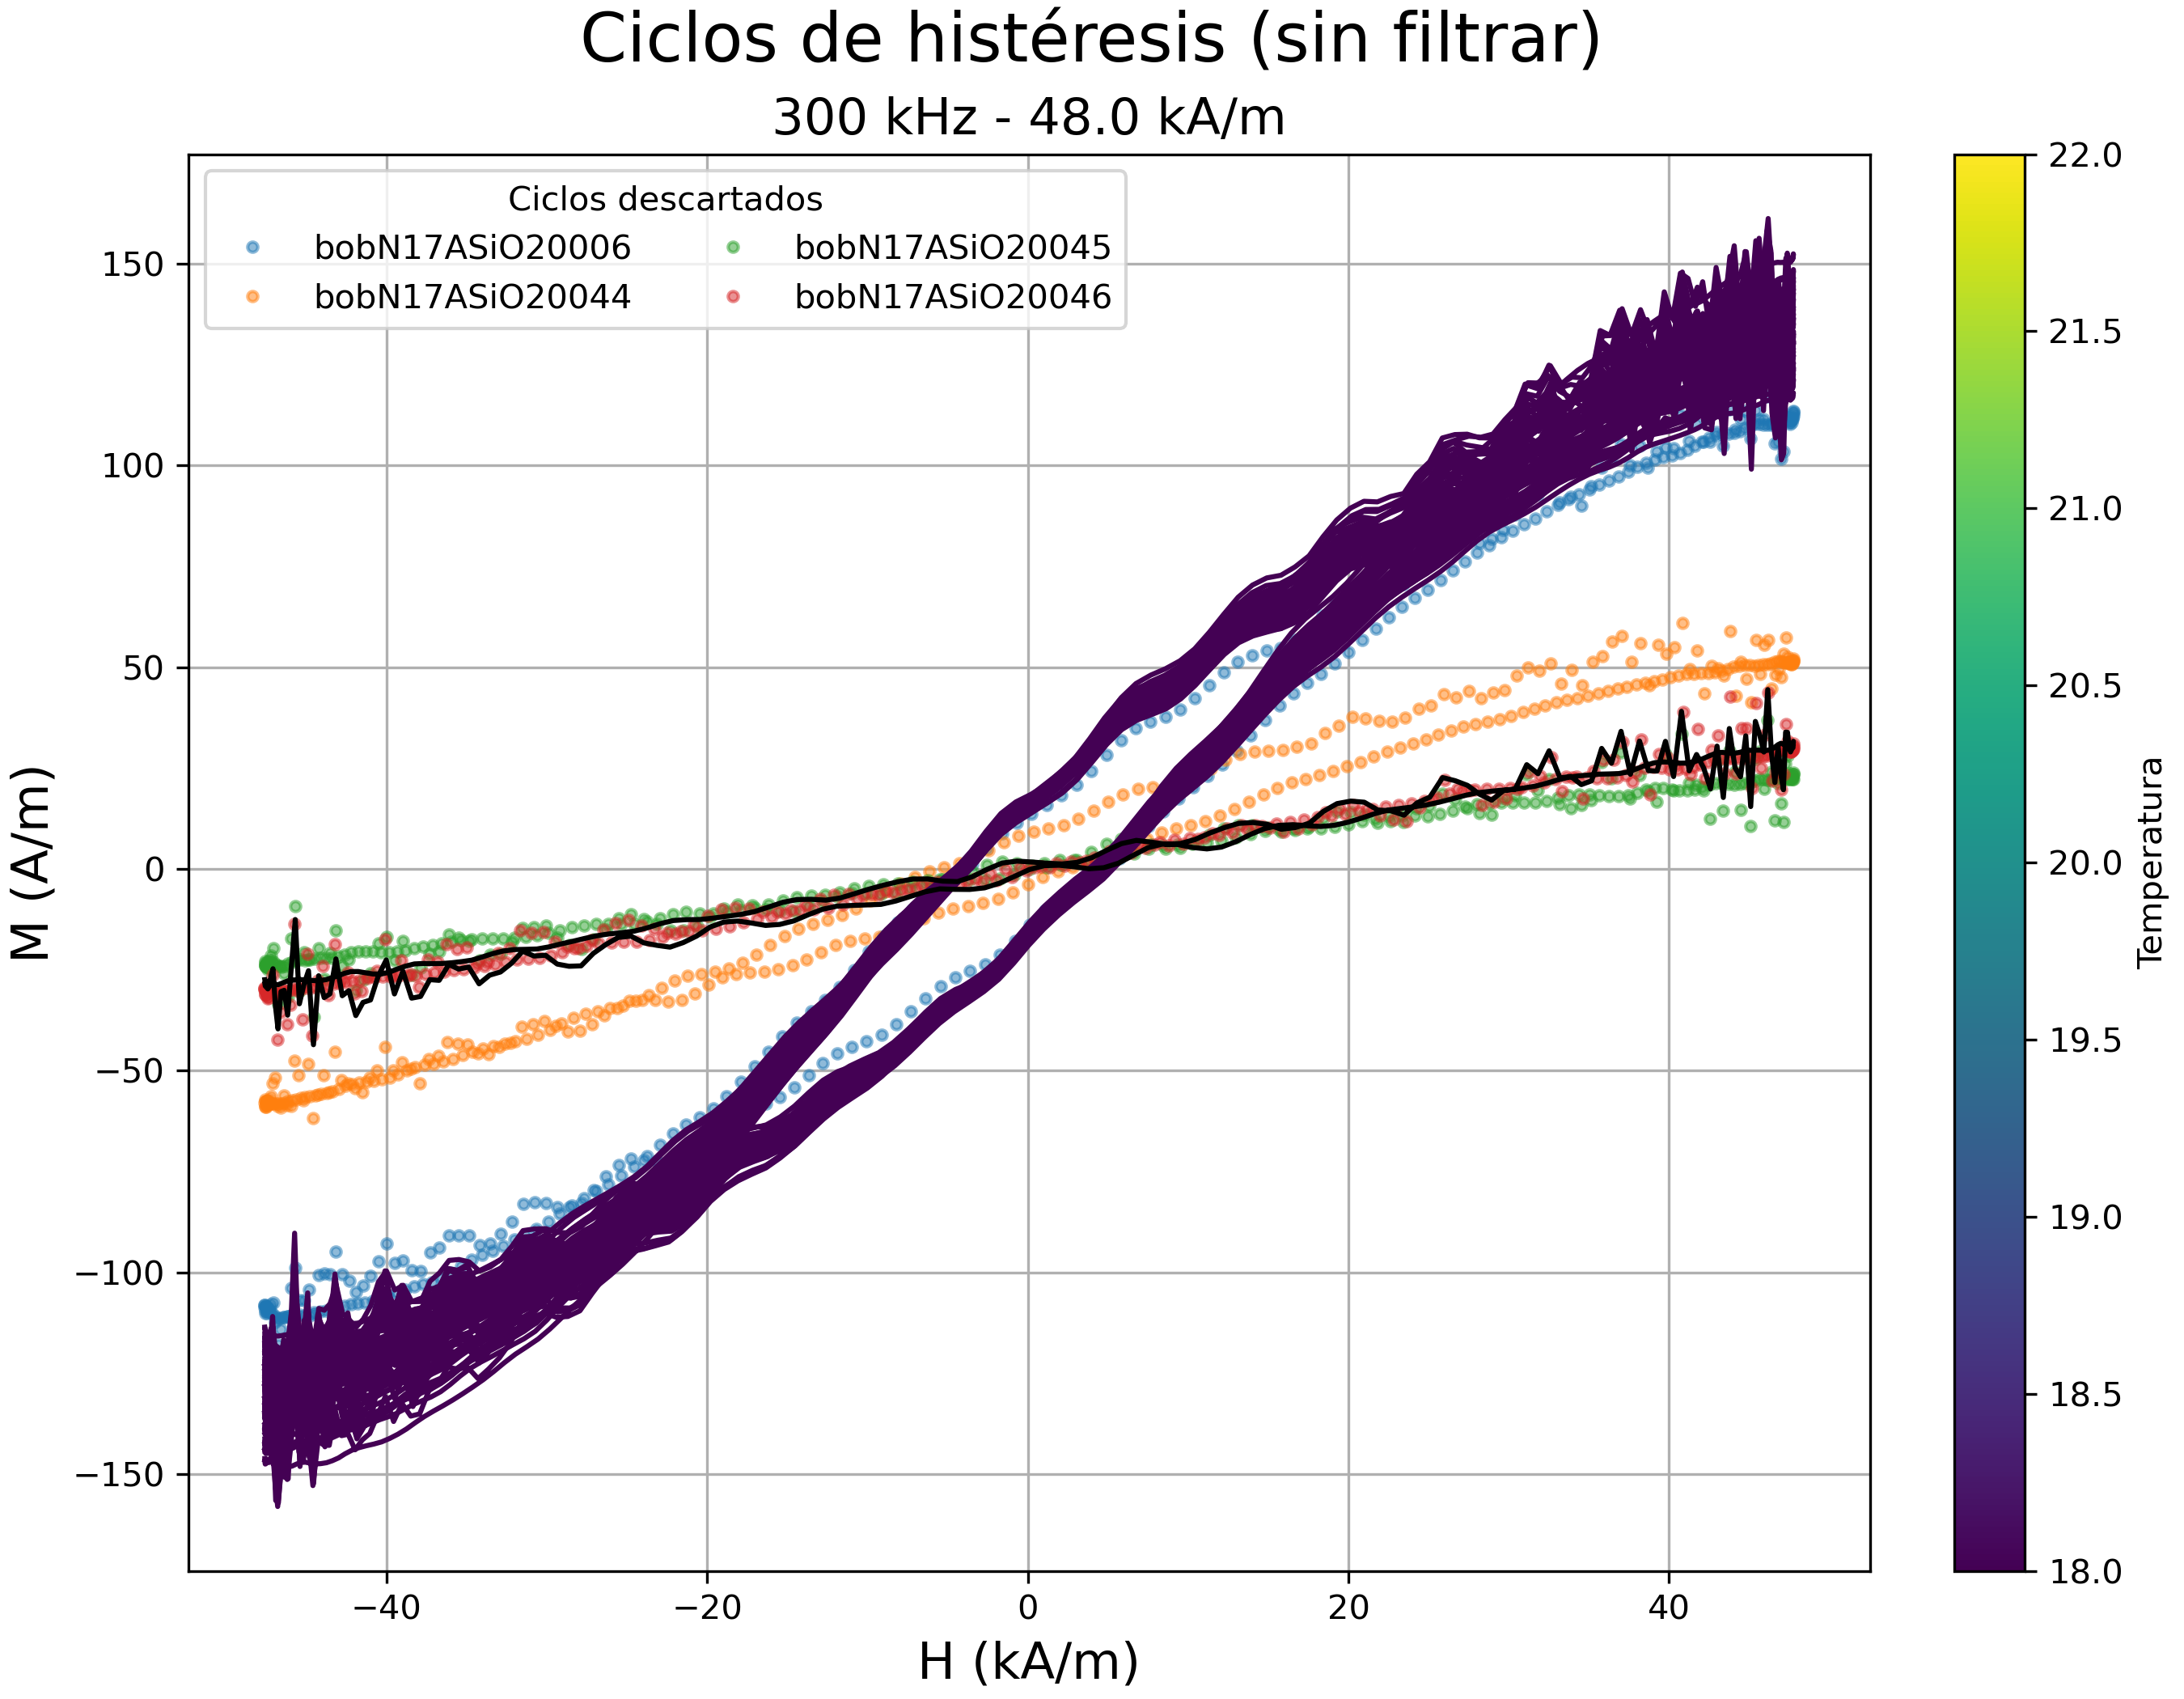 Ciclos de histéresis (sin filtrar)
300 kHz - 48.0 kA/m
Ciclos descartados
bobN17ASiO20006
bobN17ASiO20044
bobN17ASiO20045
bobN17ASiO20046
150
100
50
0
−50
−100
−150
M (A/m)
−40
−20
0
20
40
H (kA/m)
22.0
21.5
21.0
20.5
20.0
19.5
19.0
18.5
18.0
Temperatura